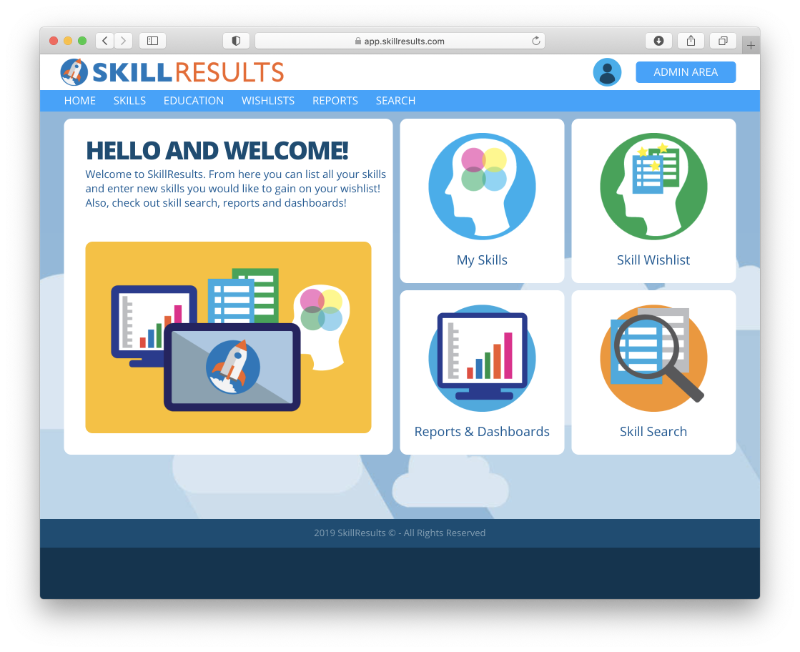 app.skillresults.com
SKILLRESULTS
ADMIN AREA
HOME SKILLS EDUCATION WISHLISTS REPORTS SEARCH
HELLO AND WELCOME!
Welcome to SkillResults. From here you can list all your skills
and enter new skills you would like to gain on your wishlist!
Also, check out skill search, reports and dashboards!
My Skills
Skill Wishlist
Reports & Dashboards
Skill Search
2019 SkillResults © - All Rights Reserved